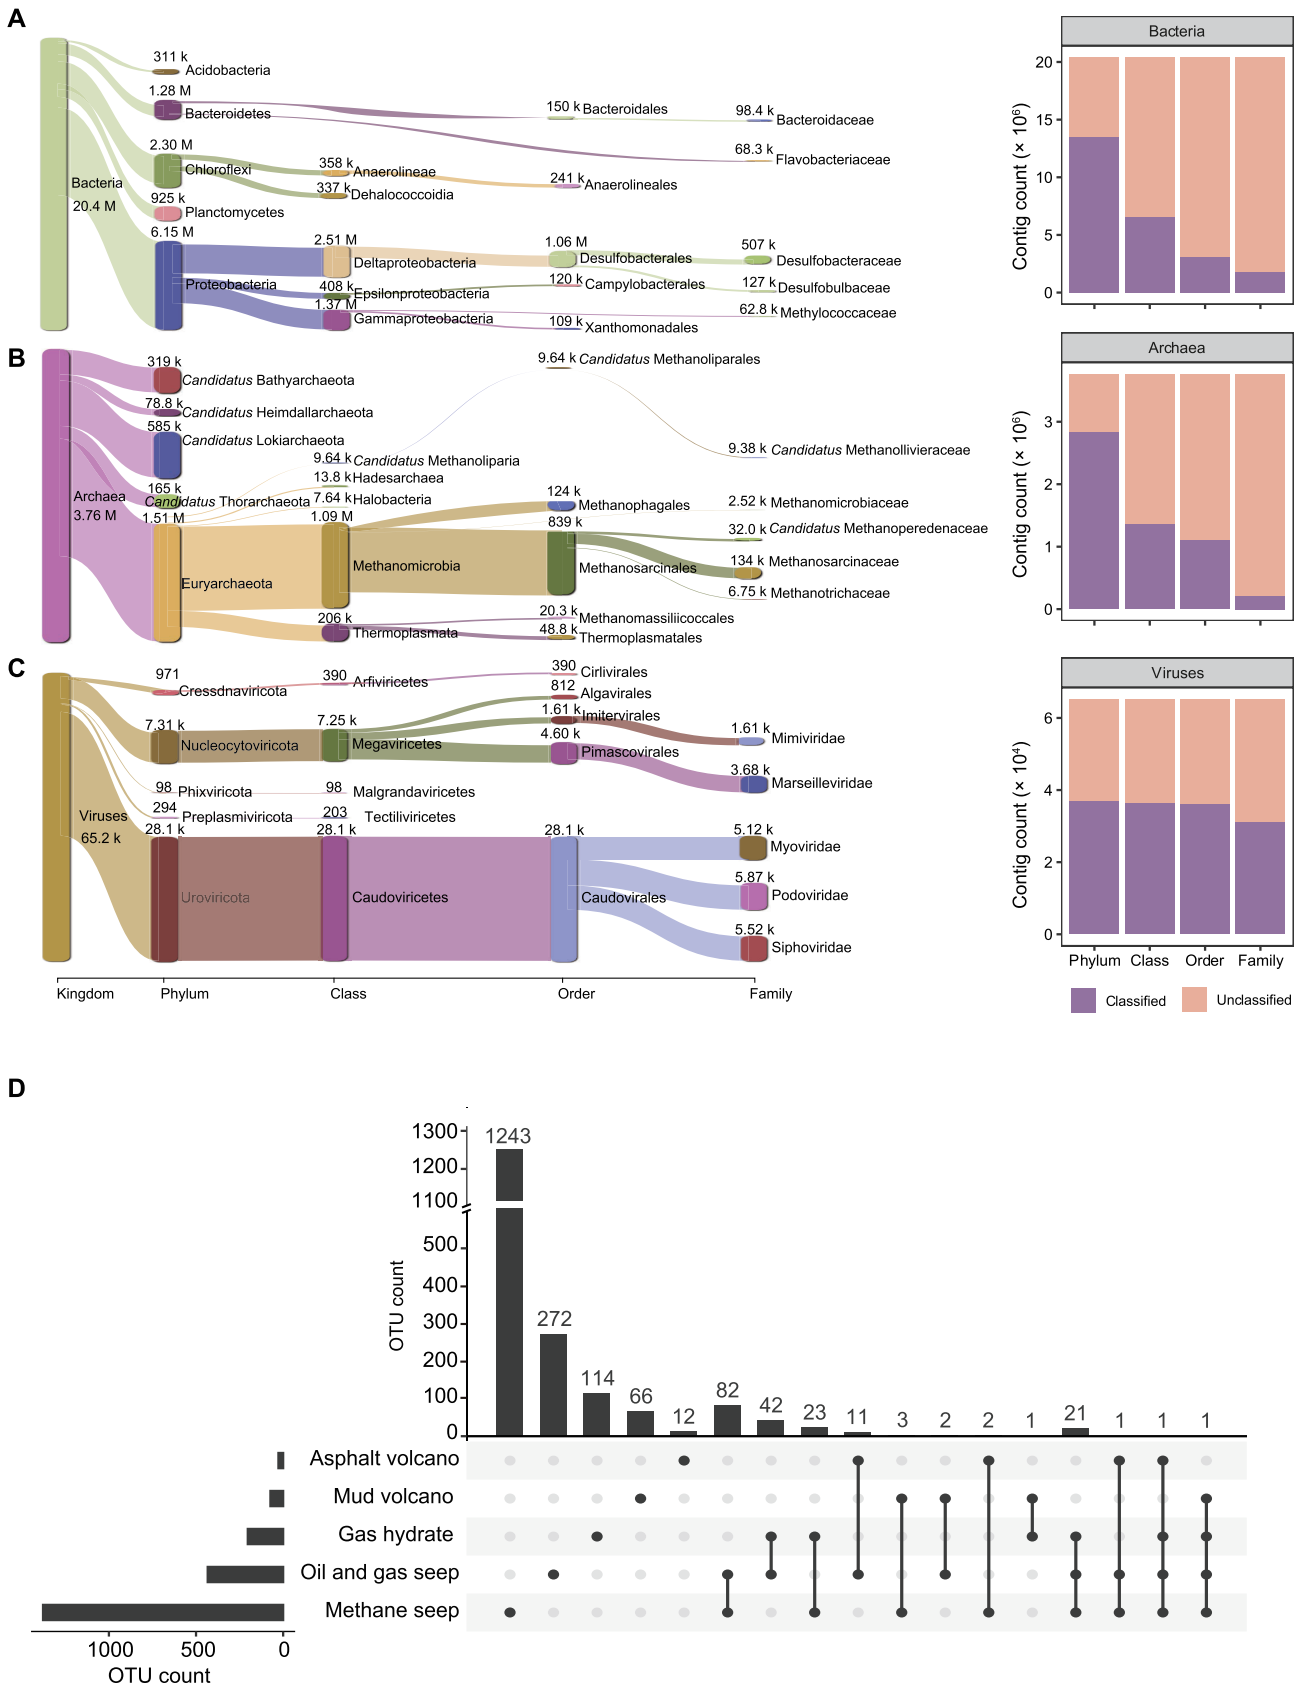 A
311 k
Acidobacteria
1.28 M
Bacteroidetes
150 k Bacteroidales
98.4 k
Bacteroidaceae
68.3 k
Flavobacteriaceae
2.30 M
Chloroflexi
358 k
Anaerolineae
337 k
Dehalococcoidia
241 k
Anaerolineales
Bacteria
20.4 M
925 k
Planctomycetes
6.15 M
Proteobacteria
2.51 M
Deltaproteobacteria
408 k
Epsilonproteobacteria
1.37 M
Gammaproteobacteria
1.06 M
Desulfobacterales
120 k Campylobacterales
109 k
Xanthomonadales
507 k
Desulfobacteraceae
127 k
Desulfobulbaceae
62.8 k Methylococcaceae
Bacteria
20
15
10
5
0
Contig count (× 10⁶)
B
319 k
Candidatus Bathyarchaeota
78.8 k
Candidatus Heimdallarchaeota
585 k
Candidatus Lokiarchaeota
165 k
Candidatus Thorarchaeota
Archaea
3.76 M
1.51 M
Euryarchaeota
9.64 k Candidatus Methanoliparia
13.8 k Hadesarchaea
7.64 k Halobacteria
1.09 M
Methanomicrobia
206 k
Thermoplasmata
9.64 k Candidatus Methanoliparales
124 k
Methanophagales
839 k
Methanosarcinales
20.3 k Methanomassiliicoccales
48.8 k
Thermoplasmatales
9.38 k Candidatus Methanollivieraceae
2.52 k Methanomicrobiaceae
32.0 k Candidatus Methanoperedenaceae
134 k Methanosarcinaceae
6.75 k Methanotrichaceae
Archaea
3
2
1
0
Contig count (× 10⁶)
C
971
Cressdnaviricota
390 Arfiviricetes
390
Cirlivirales
812
Algavirales
7.31 k
Nucleocytoviricota
7.25 k
Megaviricetes
1.61 k Imitervirales
4.60 k
Pimascovirales
1.61 k
Mimiviridae
3.68 k
Marseilleviridae
98 Phixviricota
98 Malgrandaviricetes
294
Preplasmiviricota
203 Tectiliviricetes
Viruses
65.2 k
28.1 k
Uroviricota
28.1 k
Caudoviricetes
28.1 k
Caudovirales
5.12 k
Myoviridae
5.87 k
Podoviridae
5.52 k
Siphoviridae
Kingdom Phylum Class Order Family
Viruses
6
4
2
0
Contig count (× 10⁴)
Phylum Class Order Family
Classified Unclassified
D
1300
1200
1100
500
400
300
200
100
0
OTU count
1243
272
114
66
12
82
42
23
11
3
2
2
1
21
1
1
1
Asphalt volcano
Mud volcano
Gas hydrate
Oil and gas seep
Methane seep
1000 500 0
OTU count